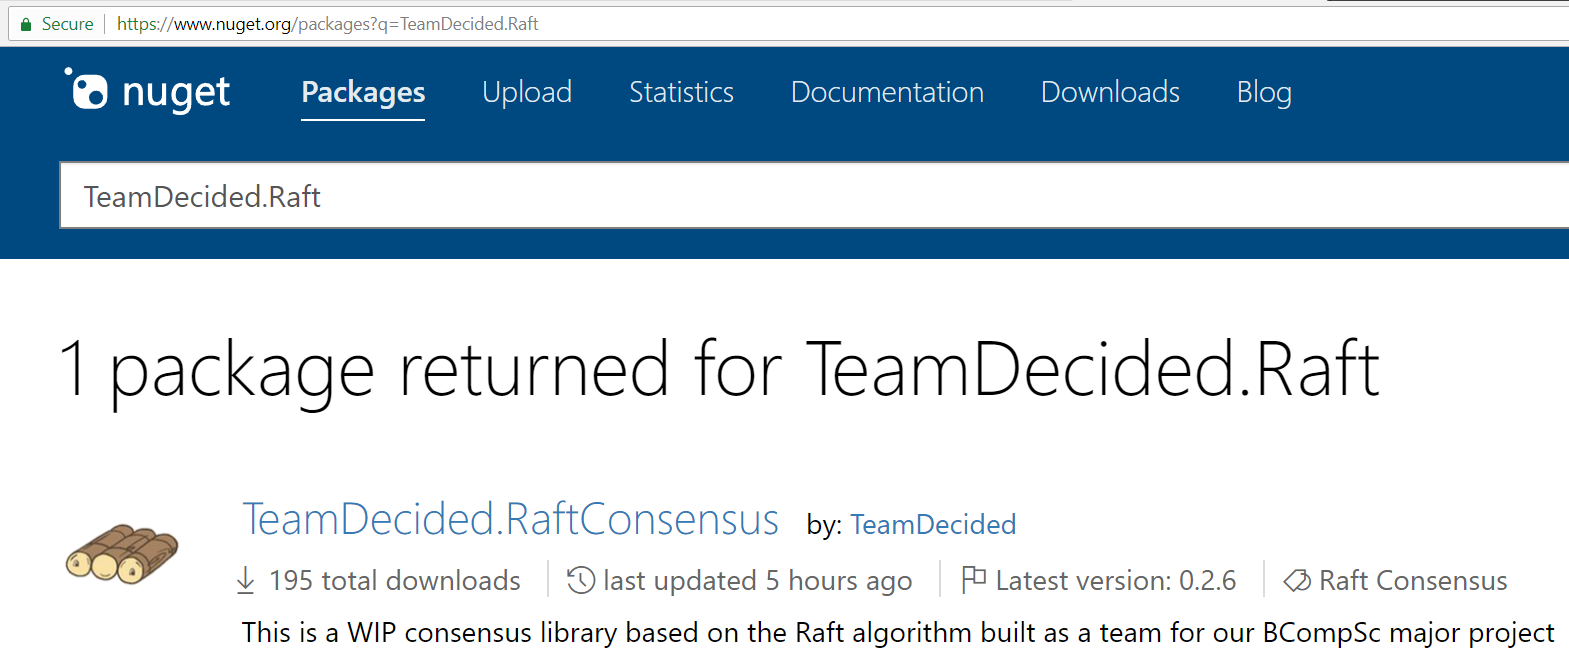 Secure https://www.nuget.org/packages?q=TeamDecided.Raft
nuget Packages Upload Statistics Documentation Downloads Blog
TeamDecided.Raft
1 package returned for TeamDecided.Raft
TeamDecided.RaftConsensus by: TeamDecided
195 total downloads last updated 5 hours ago Latest version: 0.2.6 Raft Consensus
This is a WIP consensus library based on the Raft algorithm built as a team for our BCompSc major project